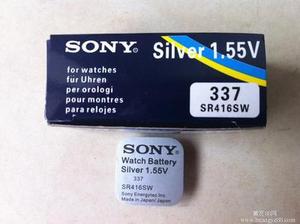 SONY®
Silver 1.55V
for watches
für Uhren
per orologi
pour montres
para relojes
337
SR416SW
SONY
Watch Battery
Silver 1.55V
337
SR416SW
Sony Energytec Inc.
Made in Japan/Japon